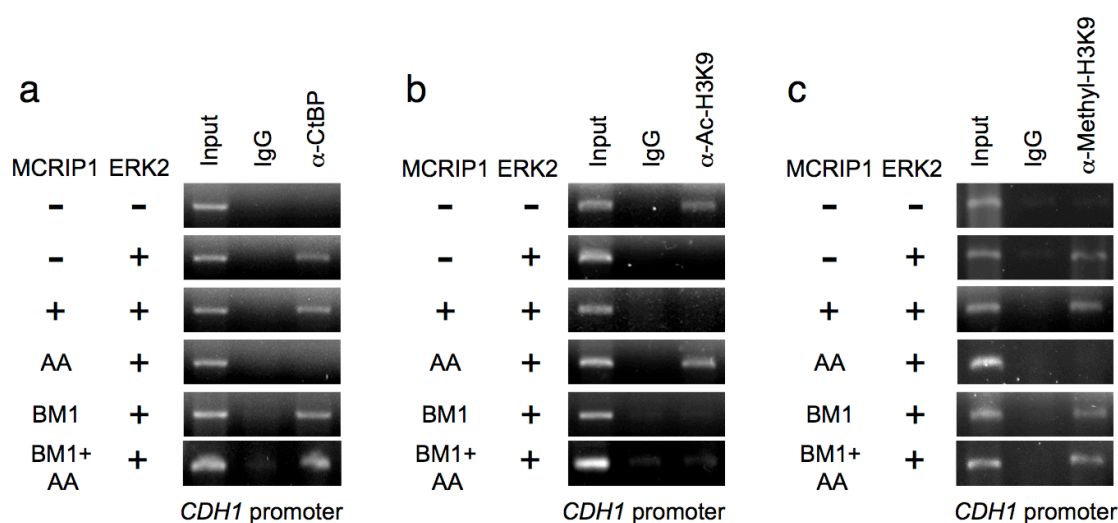 a
Input IgG α-CtBP
MCRIP1 ERK2
- -
- +
+ +
AA +
BM1 +
BM1+ +
AA
CDH1 promoter
b
Input IgG α-Ac-H3K9
MCRIP1 ERK2
- -
- +
+ +
AA +
BM1 +
BM1+ +
AA
CDH1 promoter
c
Input IgG α-Methyl-H3K9
MCRIP1 ERK2
- -
- +
+ +
AA +
BM1 +
BM1+ +
AA
CDH1 promoter